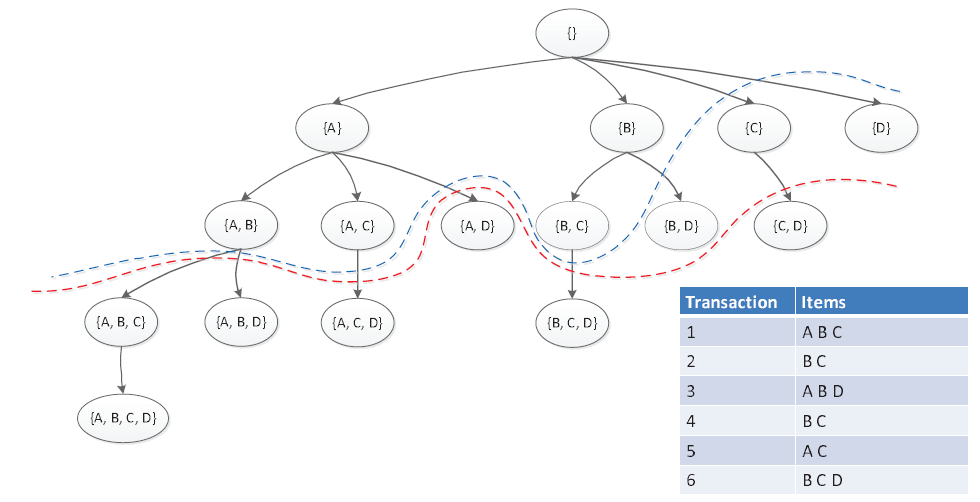 {}
{A}
{B}
{C}
{D}
{A, B}
{A, C}
{A, D}
{B, C}
{B, D}
{C, D}
{A, B, C}
{A, B, D}
{A, C, D}
{B, C, D}
{A, B, C, D}
Transaction Items
1 A B C
2 B C
3 A B D
4 B C
5 A C
6 B C D